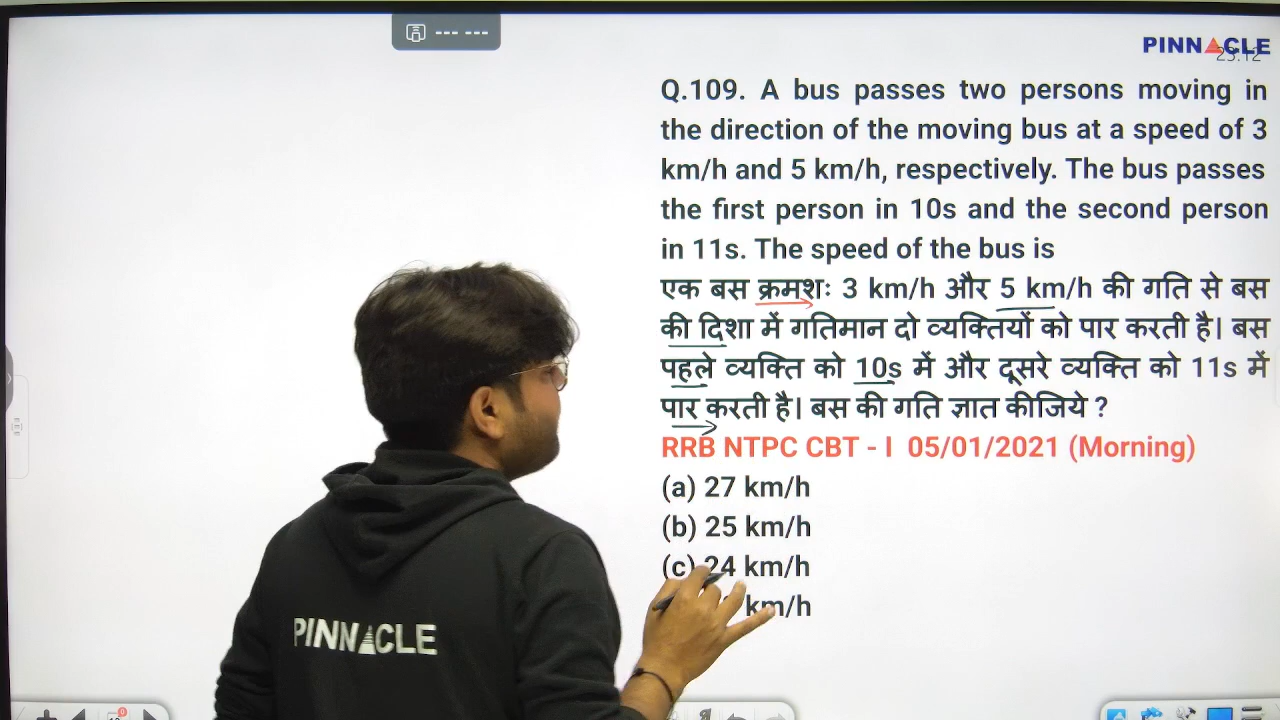 PINNACLE
23:12
Q.109. A bus passes two persons moving in
the direction of the moving bus at a speed of 3
km/h and 5 km/h, respectively. The bus passes
the first person in 10s and the second person
in 11s. The speed of the bus is
एक बस क्रमशः 3 km/h और 5 km/h की गति से बस
की दिशा में गतिमान दो व्यक्तियों को पार करती है। बस
पहले व्यक्ति को 10s में और दूसरे व्यक्ति को 11s में
पार करती है। बस की गति ज्ञात कीजिये ?
RRB NTPC CBT - I 05/01/2021 (Morning)
(a) 27 km/h
(b) 25 km/h
(c) 24 km/h
km/h
PINNACLE